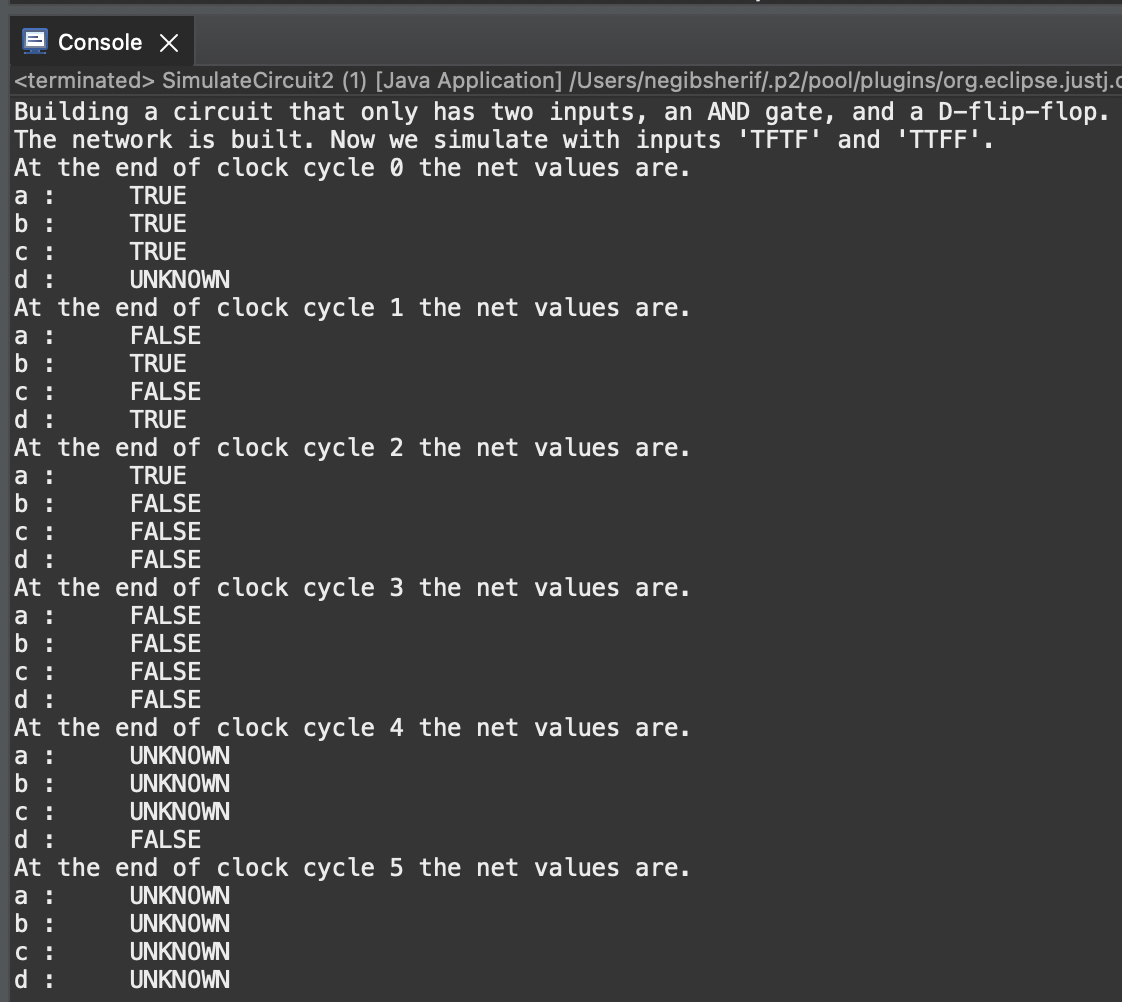 Console
<terminated> SimulateCircuit2 (1) [Java Application] /Users/negibsherif/.p2/pool/plugins/org.eclipse.justj.
Building a circuit that only has two inputs, an AND gate, and a D-flip-flop.
The network is built. Now we simulate with inputs 'TFTF' and 'TTFF'.
At the end of clock cycle 0 the net values are.
a : TRUE
b : TRUE
c : TRUE
d : UNKNOWN
At the end of clock cycle 1 the net values are.
a : FALSE
b : TRUE
c : FALSE
d : TRUE
At the end of clock cycle 2 the net values are.
a : TRUE
b : FALSE
c : FALSE
d : FALSE
At the end of clock cycle 3 the net values are.
a : FALSE
b : FALSE
c : FALSE
d : FALSE
At the end of clock cycle 4 the net values are.
a : UNKNOWN
b : UNKNOWN
c : UNKNOWN
d : FALSE
At the end of clock cycle 5 the net values are.
a : UNKNOWN
b : UNKNOWN
c : UNKNOWN
d : UNKNOWN